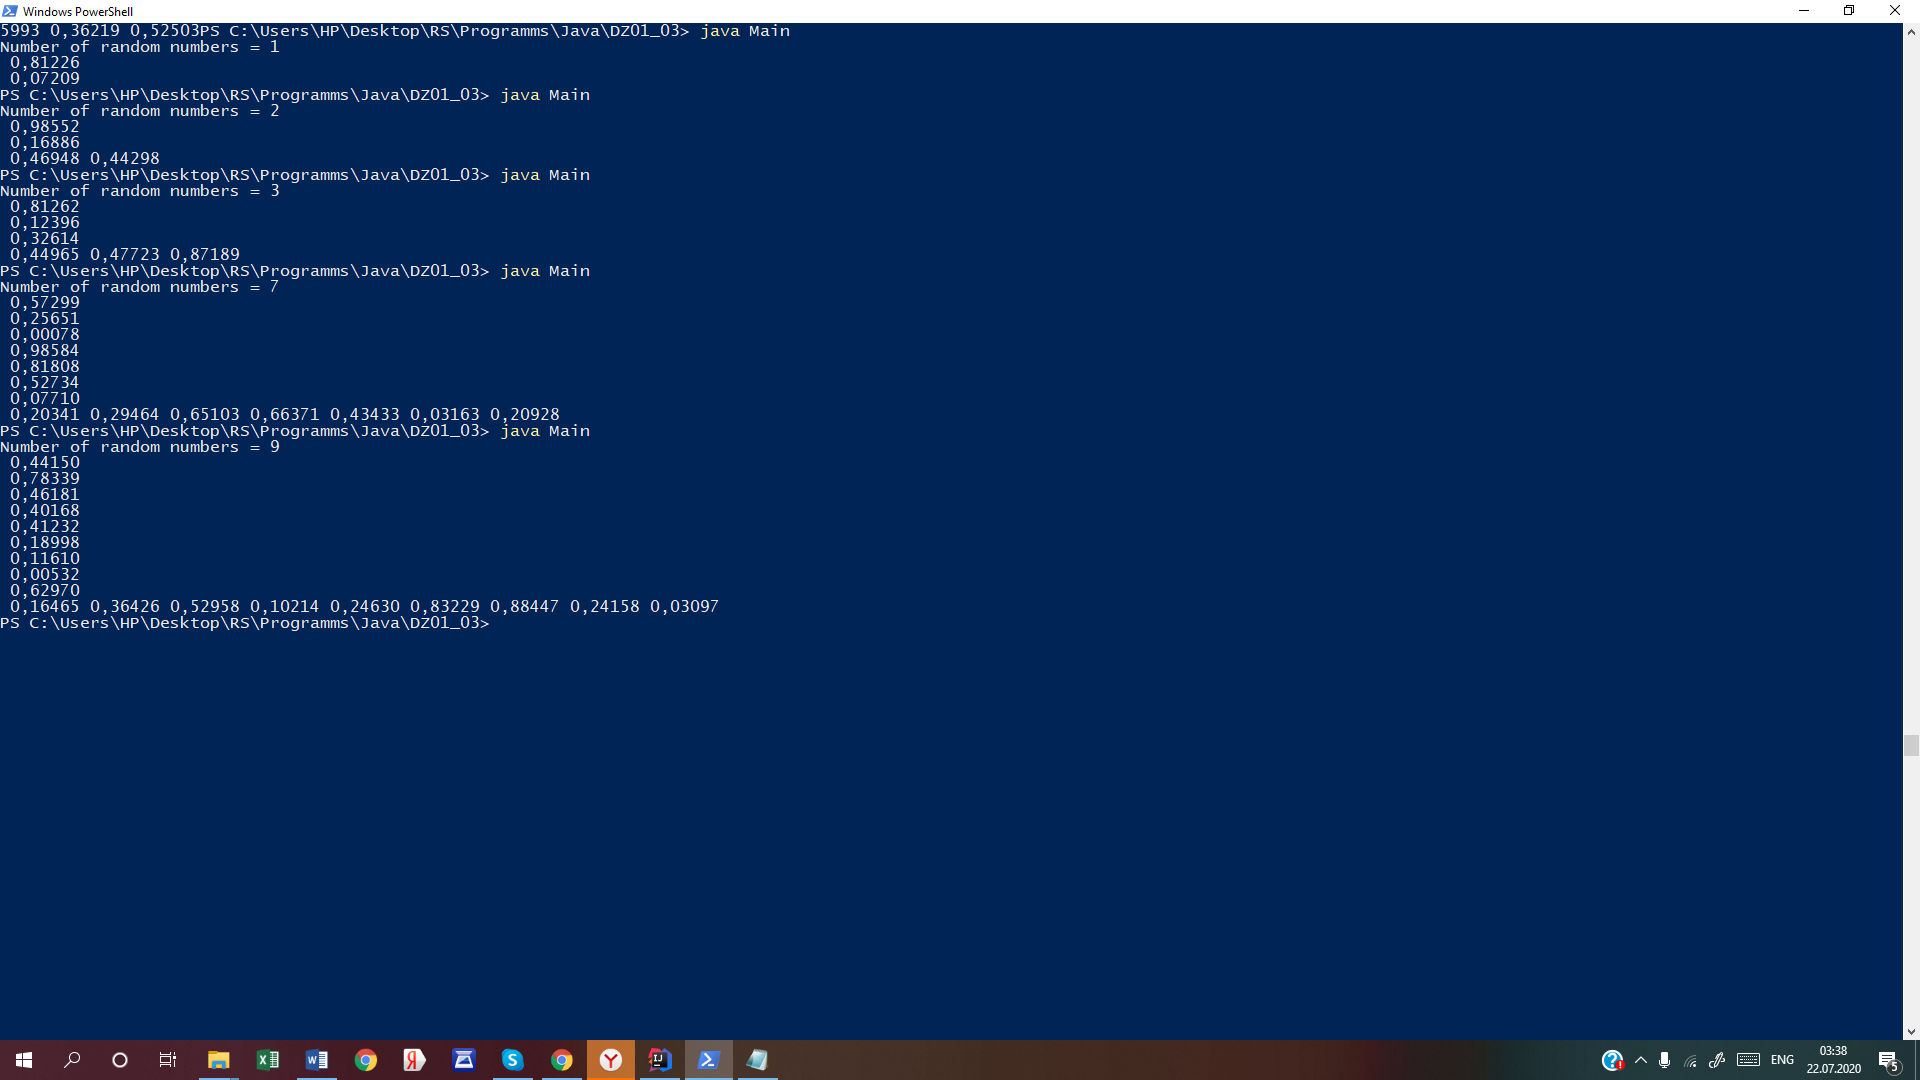 Windows PowerShell
5993 0,36219 0,52503PS C:\Users\HP\Desktop\RS\Programms\Java\DZ01_03> java Main
Number of random numbers = 1
0,81226
0,07209
PS C:\Users\HP\Desktop\RS\Programms\Java\DZ01_03> java Main
Number of random numbers = 2
0,98552
0,16886
0,46948 0,44298
PS C:\Users\HP\Desktop\RS\Programms\Java\DZ01_03> java Main
Number of random numbers = 3
0,81262
0,12396
0,32614
0,44965 0,47723 0,87189
PS C:\Users\HP\Desktop\RS\Programms\Java\DZ01_03> java Main
Number of random numbers = 7
0,57299
0,25651
0,00078
0,98584
0,81808
0,52734
0,07710
0,20341 0,29464 0,65103 0,66371 0,43433 0,03163 0,20928
PS C:\Users\HP\Desktop\RS\Programms\Java\DZ01_03> java Main
Number of random numbers = 9
0,44150
0,78339
0,46181
0,40168
0,41232
0,18998
0,11610
0,00532
0,62970
0,16465 0,36426 0,52958 0,10214 0,24630 0,83229 0,88447 0,24158 0,03097
PS C:\Users\HP\Desktop\RS\Programms\Java\DZ01_03>
ENG
03:38
22.07.2020
5